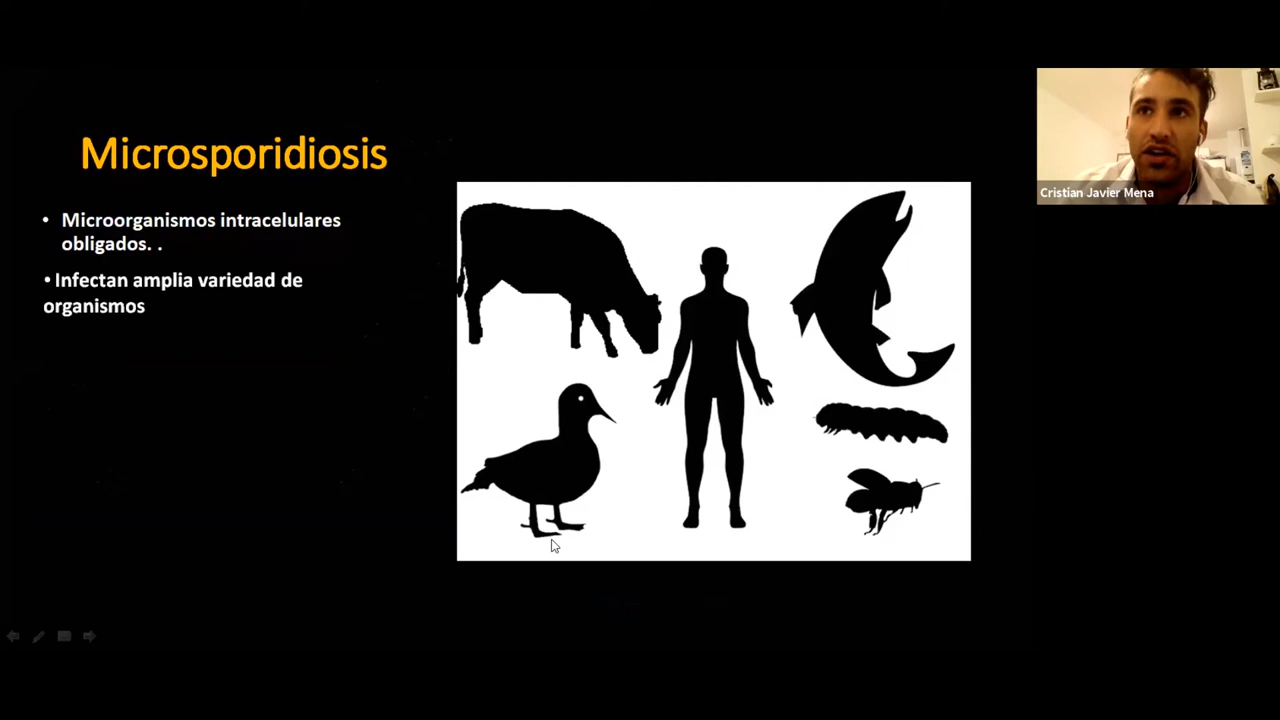 Microsporidiosis
• Microorganismos intracelulares
obligados. .
• Infectan amplia variedad de
organismos
Cristian Javier Mena